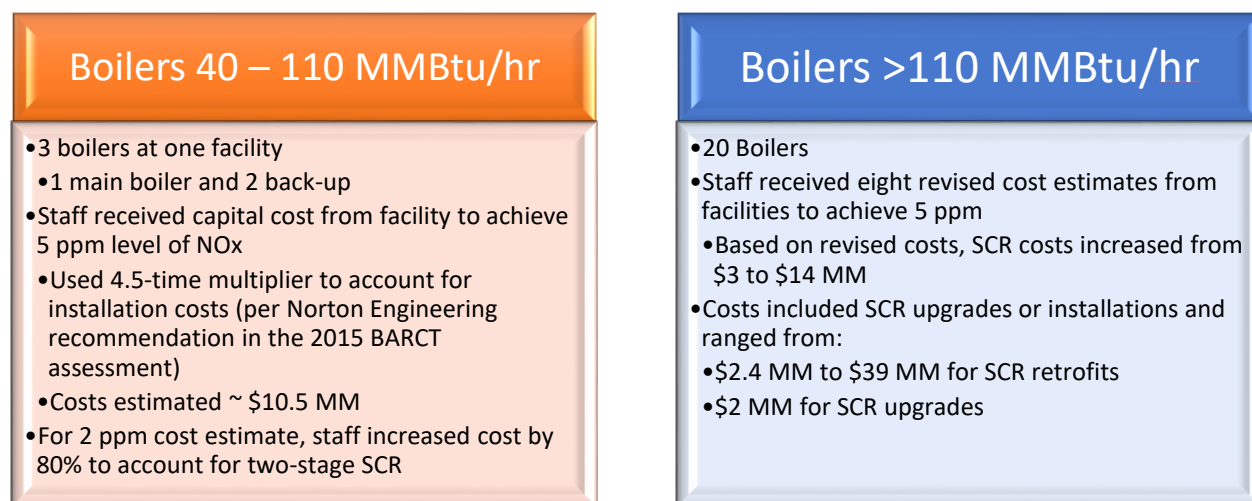 Boilers 40 – 110 MMBtu/hr
•3 boilers at one facility
•1 main boiler and 2 back-up
•Staff received capital cost from facility to achieve
5 ppm level of NOx
•Used 4.5-time multiplier to account for
installation costs (per Norton Engineering
recommendation in the 2015 BARCT
assessment)
•Costs estimated ~ $10.5 MM
•For 2 ppm cost estimate, staff increased cost by
80% to account for two-stage SCR
Boilers >110 MMBtu/hr
•20 Boilers
•Staff received eight revised cost estimates from
facilities to achieve 5 ppm
•Based on revised costs, SCR costs increased from
$3 to $14 MM
•Costs included SCR upgrades or installations and
ranged from:
•$2.4 MM to $39 MM for SCR retrofits
•$2 MM for SCR upgrades